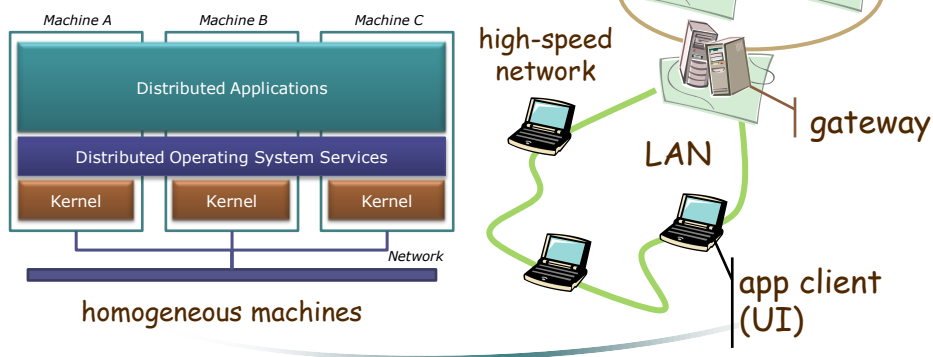 Machine A
Machine B
Machine C
Distributed Applications
Distributed Operating System Services
Kernel
Kernel
Kernel
Network
homogeneous machines
high-speed
network
gateway
LAN
app client
(UI)